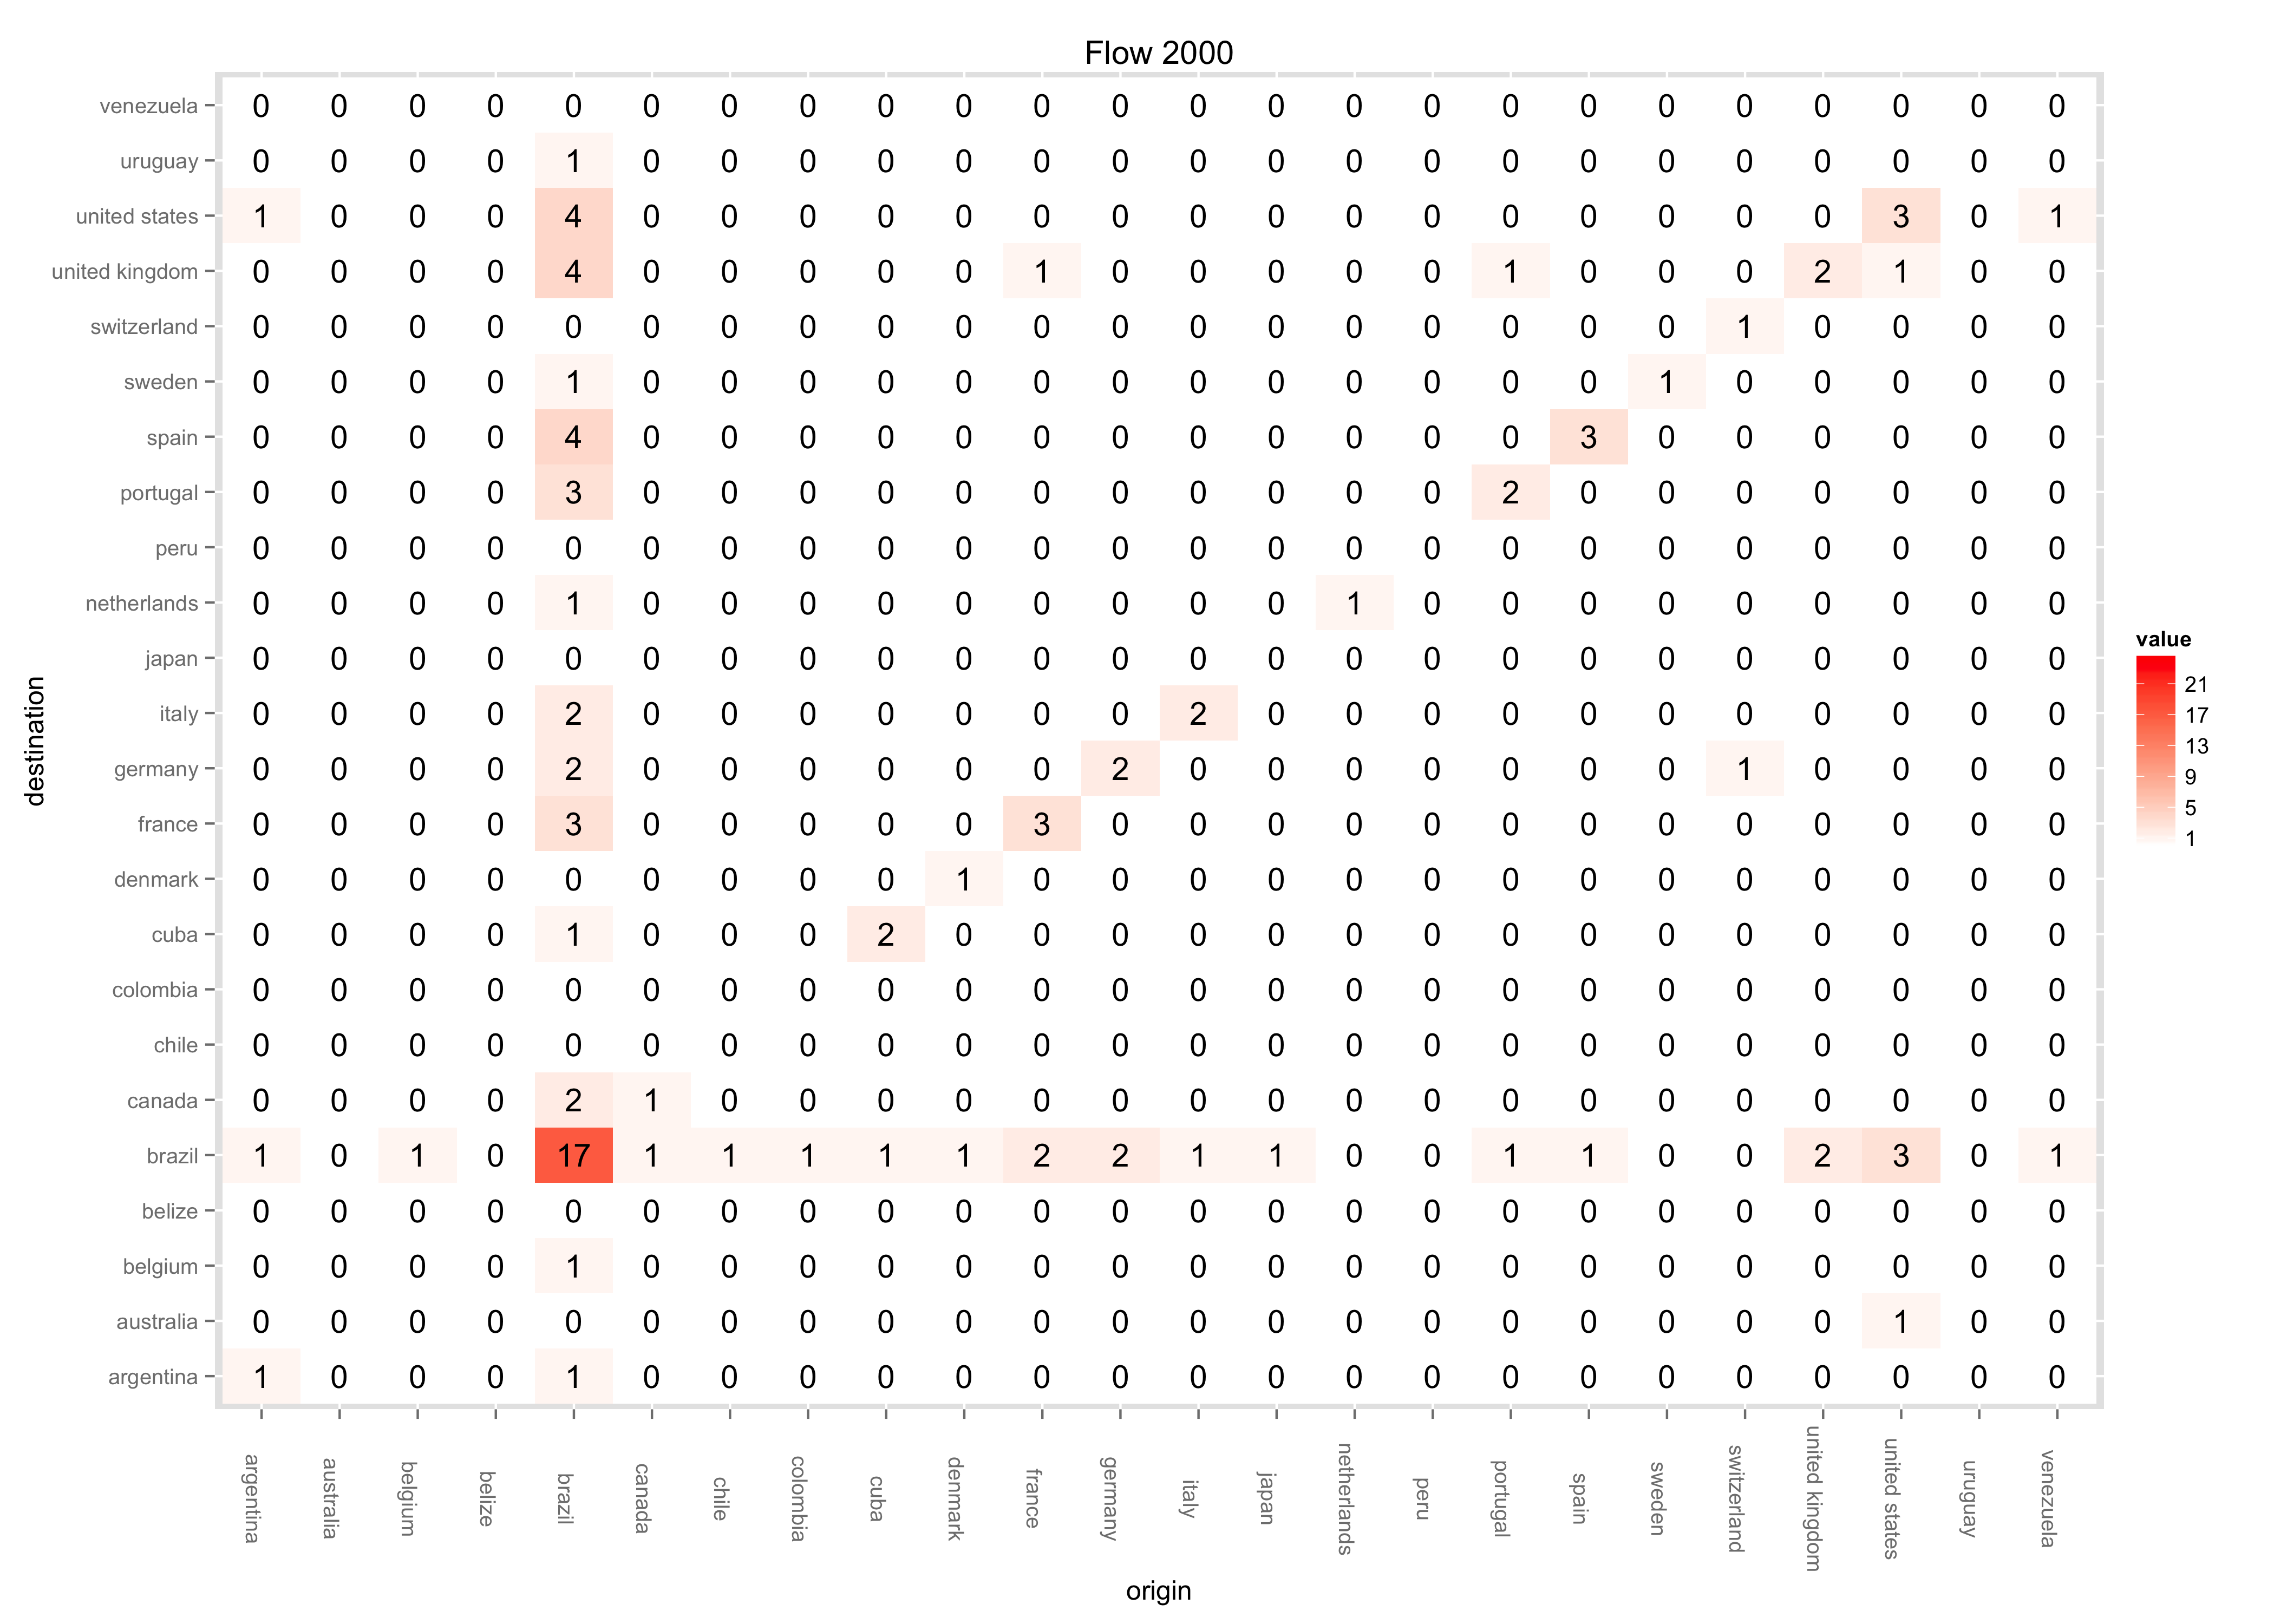 Flow 2000
venezuela 0 0 0 0 0 0 0 0 0 0 0 0 0 0 0 0 0 0 0 0 0 0 0 0
uruguay 0 0 0 0 1 0 0 0 0 0 0 0 0 0 0 0 0 0 0 0 0 0 0 0
united states 1 0 0 0 4 0 0 0 0 0 0 0 0 0 0 0 0 0 0 0 0 3 0 1
united kingdom 0 0 0 0 4 0 0 0 0 0 1 0 0 0 0 0 1 0 0 0 2 1 0 0
switzerland 0 0 0 0 0 0 0 0 0 0 0 0 0 0 0 0 0 0 0 1 0 0 0 0
sweden 0 0 0 0 1 0 0 0 0 0 0 0 0 0 0 0 0 0 1 0 0 0 0 0
spain 0 0 0 0 4 0 0 0 0 0 0 0 0 0 0 0 0 3 0 0 0 0 0 0
portugal 0 0 0 0 3 0 0 0 0 0 0 0 0 0 0 0 2 0 0 0 0 0 0 0
peru 0 0 0 0 0 0 0 0 0 0 0 0 0 0 0 0 0 0 0 0 0 0 0 0
netherlands 0 0 0 0 1 0 0 0 0 0 0 0 0 0 1 0 0 0 0 0 0 0 0 0
japan 0 0 0 0 0 0 0 0 0 0 0 0 0 0 0 0 0 0 0 0 0 0 0 0
italy 0 0 0 0 2 0 0 0 0 0 0 0 2 0 0 0 0 0 0 0 0 0 0 0
germany 0 0 0 0 2 0 0 0 0 0 0 2 0 0 0 0 0 0 0 1 0 0 0 0
france 0 0 0 0 3 0 0 0 0 0 3 0 0 0 0 0 0 0 0 0 0 0 0 0
denmark 0 0 0 0 0 0 0 0 0 1 0 0 0 0 0 0 0 0 0 0 0 0 0 0
cuba 0 0 0 0 1 0 0 0 2 0 0 0 0 0 0 0 0 0 0 0 0 0 0 0
colombia 0 0 0 0 0 0 0 0 0 0 0 0 0 0 0 0 0 0 0 0 0 0 0 0
chile 0 0 0 0 0 0 0 0 0 0 0 0 0 0 0 0 0 0 0 0 0 0 0 0
canada 0 0 0 0 2 1 0 0 0 0 0 0 0 0 0 0 0 0 0 0 0 0 0 0
brazil 1 0 1 0 17 1 1 1 1 1 2 2 1 1 0 0 1 1 0 0 2 3 0 1
belize 0 0 0 0 0 0 0 0 0 0 0 0 0 0 0 0 0 0 0 0 0 0 0 0
belgium 0 0 0 0 1 0 0 0 0 0 0 0 0 0 0 0 0 0 0 0 0 0 0 0
australia 0 0 0 0 0 0 0 0 0 0 0 0 0 0 0 0 0 0 0 0 0 1 0 0
argentina 1 0 0 0 1 0 0 0 0 0 0 0 0 0 0 0 0 0 0 0 0 0 0 0
argentina australia belgium belize brazil canada chile colombia cuba denmark france germany italy japan netherlands peru portugal spain sweden switzerland united kingdom united states uruguay venezuela
origin
destination
value
21
17
13
9
5
1